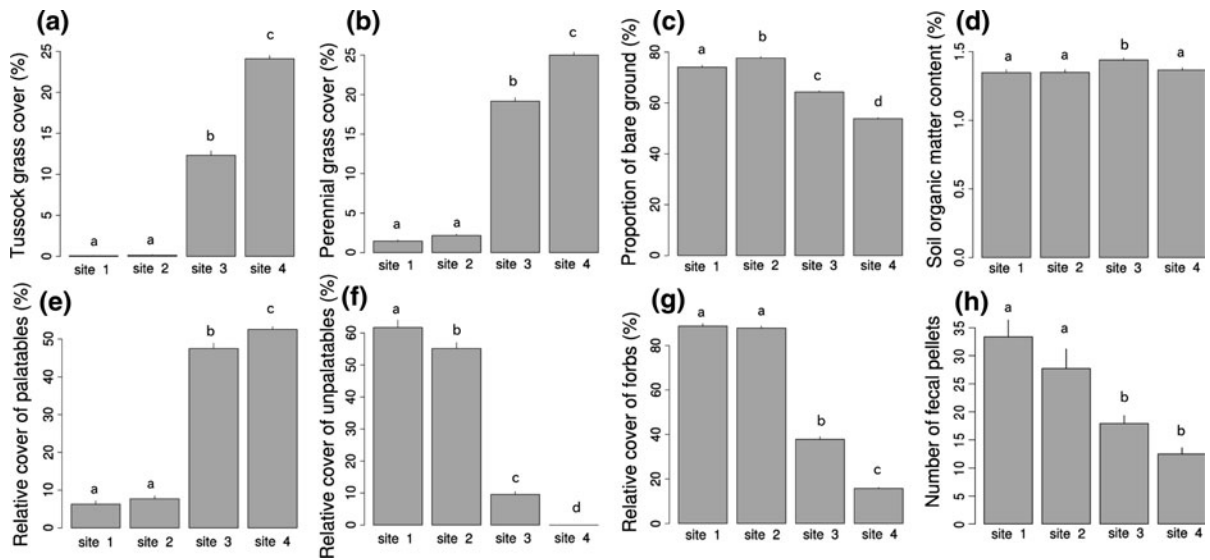 (a)
Tussock grass cover (%)
0 5 10 15 20 25
a a b c
site 1 site 2 site 3 site 4
(b)
Perennial grass cover (%)
0 5 10 15 20 25
a a b c
site 1 site 2 site 3 site 4
(c)
Proportion of bare ground (%)
0 20 40 60 80
a b c d
site 1 site 2 site 3 site 4
(d)
Soil organic matter content (%)
0.0 0.5 1.0 1.5
a a b a
site 1 site 2 site 3 site 4
(e)
Relative cover of palatables (%)
0 10 20 30 40 50
a a b c
site 1 site 2 site 3 site 4
(f)
Relative cover of unpalatables (%)
0 10 20 30 40 50 60
a b c d
site 1 site 2 site 3 site 4
(g)
Relative cover of forbs (%)
0 20 40 60 80
a a b c
site 1 site 2 site 3 site 4
(h)
Number of fecal pellets
0 5 10 15 20 25 30 35
a a b b
site 1 site 2 site 3 site 4